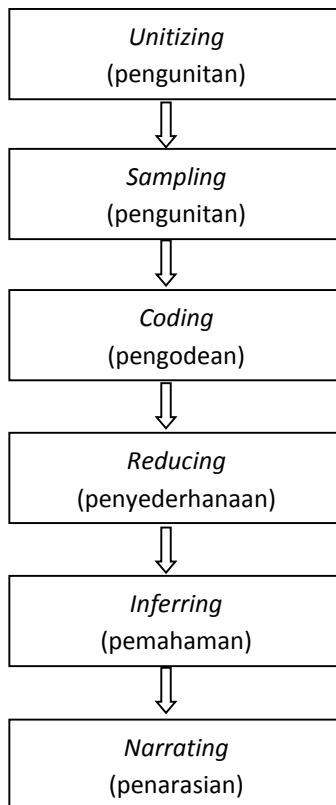 Unitizing
(pengunitan)
Sampling
(pengunitan)
Coding
(pengodean)
Reducing
(penyederhanaan)
Inferring
(pemahaman)
Narrating
(penarasian)